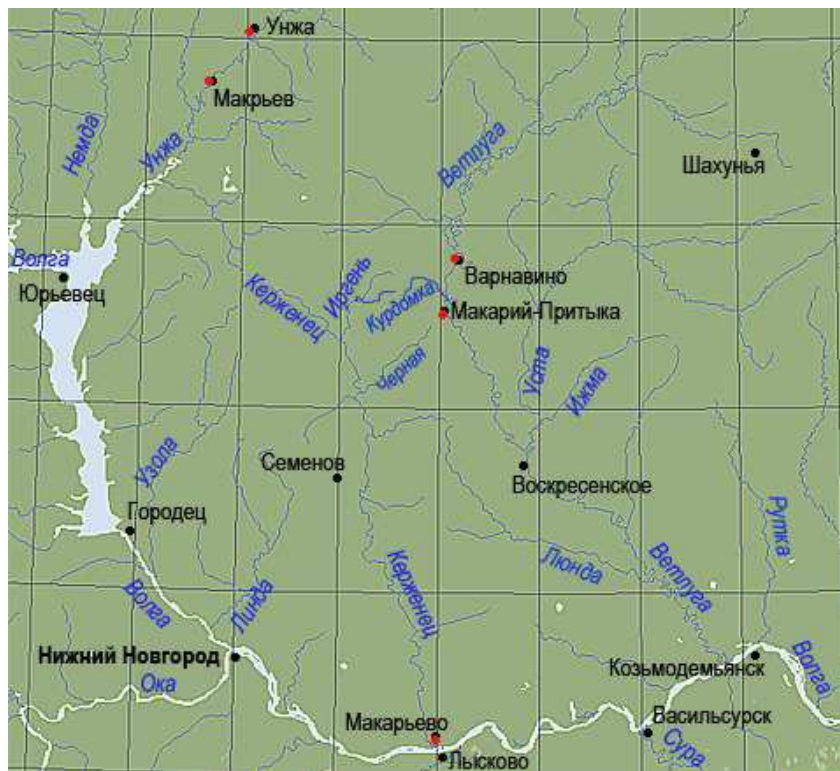 Унжа
Макрьев
Немда
Унжа
Ветлуга
Шахунья
Волга
Юрьевец
Варнавино
Керженец
Иргень
Курдомка
Макарий-Притыка
Черная
Уста
Ижма
Узола
Семенов
Воскресенское
Городец
Рутка
Керженец
Люнда
Ветлуга
Волга
Линда
Нижний Новгород
Ока
Козьмодемьянск
Волга
Макарьево
Васильсурск
Сура
Лысково